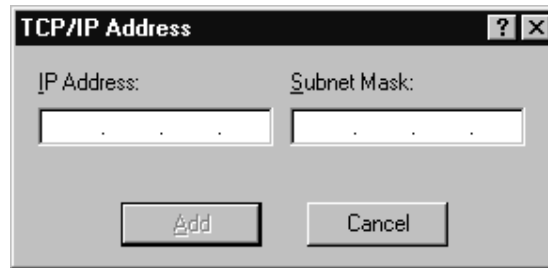 TCP/IP Address ? X
IP Address: Subnet Mask:
. . . . . .
Add Cancel